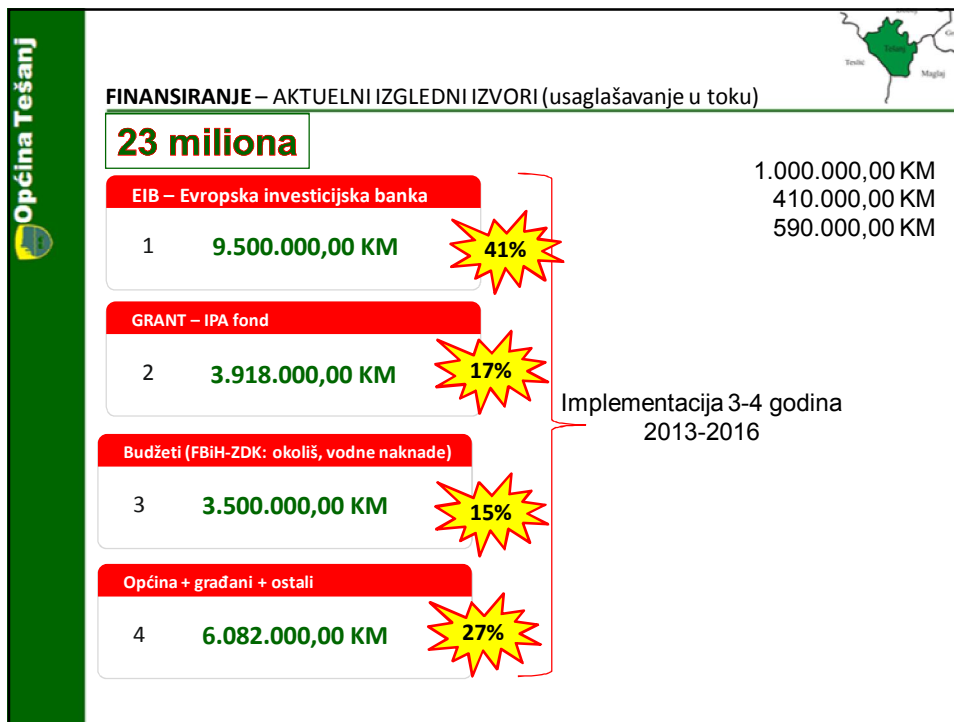 Općina Tešanj
Tešanj
Teslić
Maglaj
FINANSIRANJE – AKTUELNI IZGLEDNI IZVORI (usaglašavanje u toku)
23 miliona
1.000.000,00 KM
410.000,00 KM
590.000,00 KM
EIB – Evropska investicijska banka
1 9.500.000,00 KM 41%
GRANT – IPA fond
2 3.918.000,00 KM 17%
Implementacija 3-4 godina
2013-2016
Budžeti (FBiH-ZDK: okoliš, vodne naknade)
3 3.500.000,00 KM 15%
Općina + građani + ostali
4 6.082.000,00 KM 27%